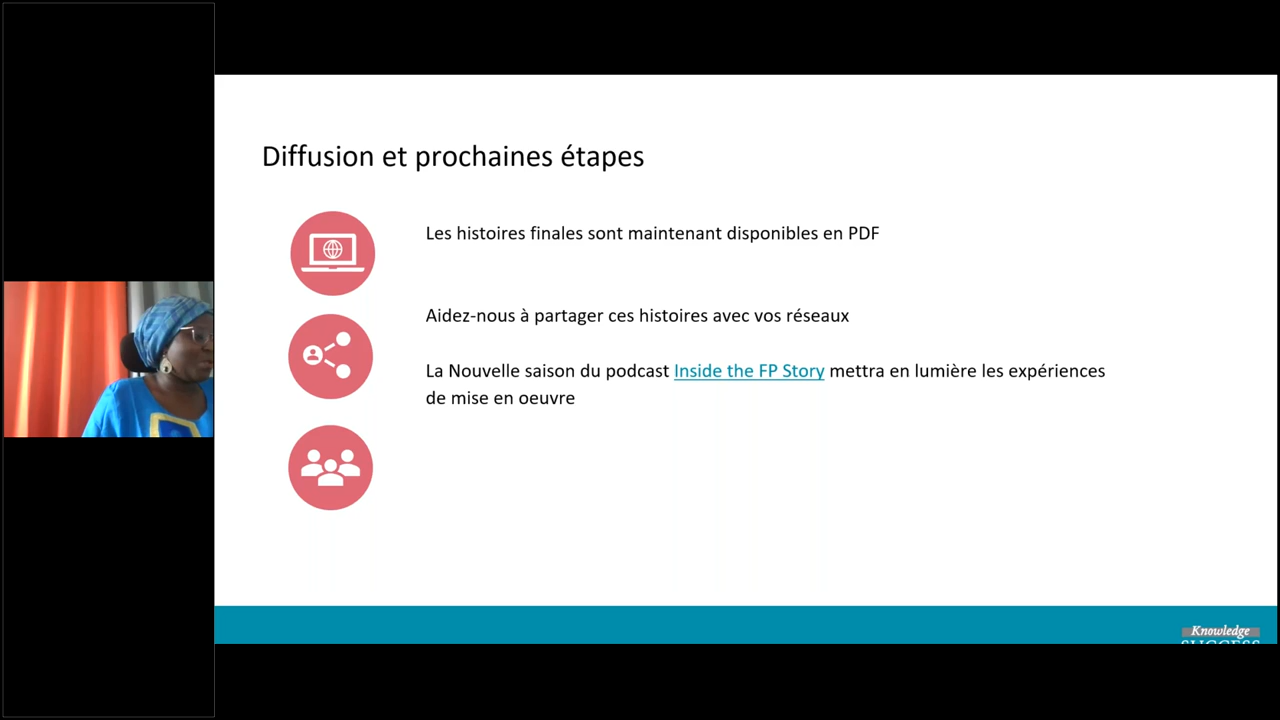 Diffusion et prochaines étapes
Les histoires finales sont maintenant disponibles en PDF
Aidez-nous à partager ces histoires avec vos réseaux
La Nouvelle saison du podcast Inside the FP Story mettra en lumière les expériences
de mise en oeuvre
Knowledge
SUCCESS